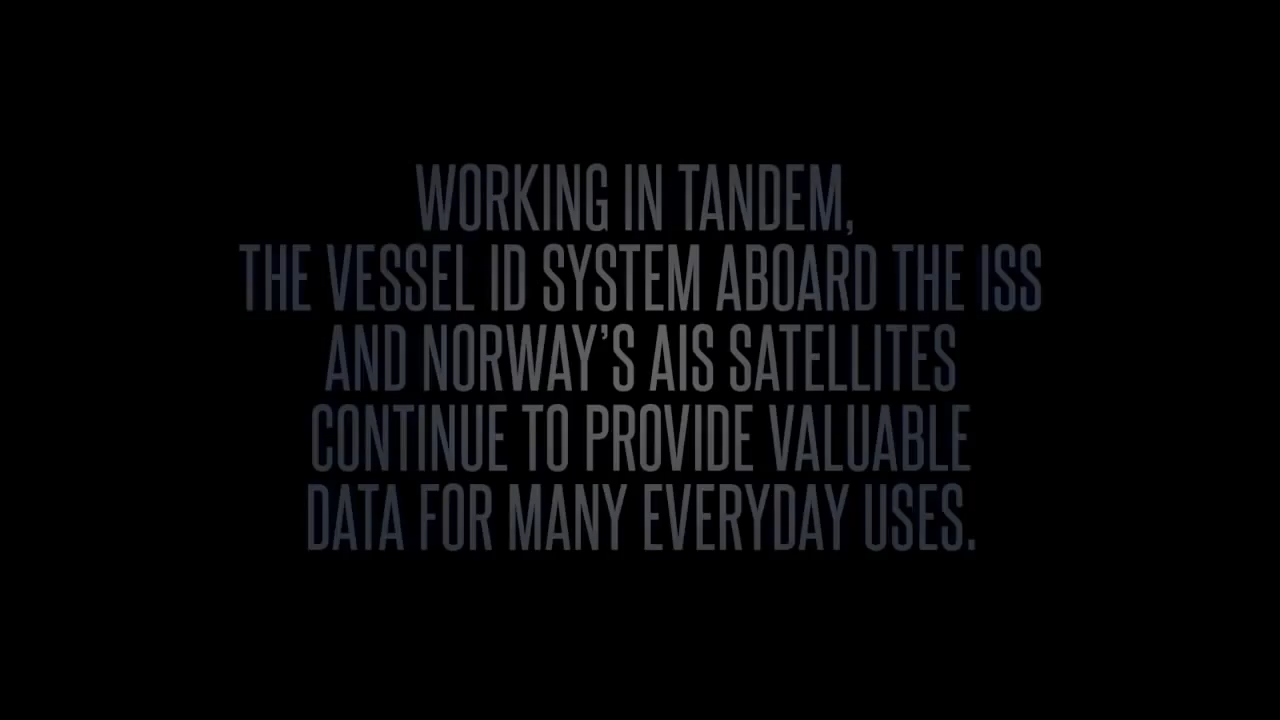 WORKING IN TANDEM,
THE VESSEL ID SYSTEM ABOARD THE ISS
AND NORWAY’S AIS SATELLITES
CONTINUE TO PROVIDE VALUABLE
DATA FOR MANY EVERYDAY USES.